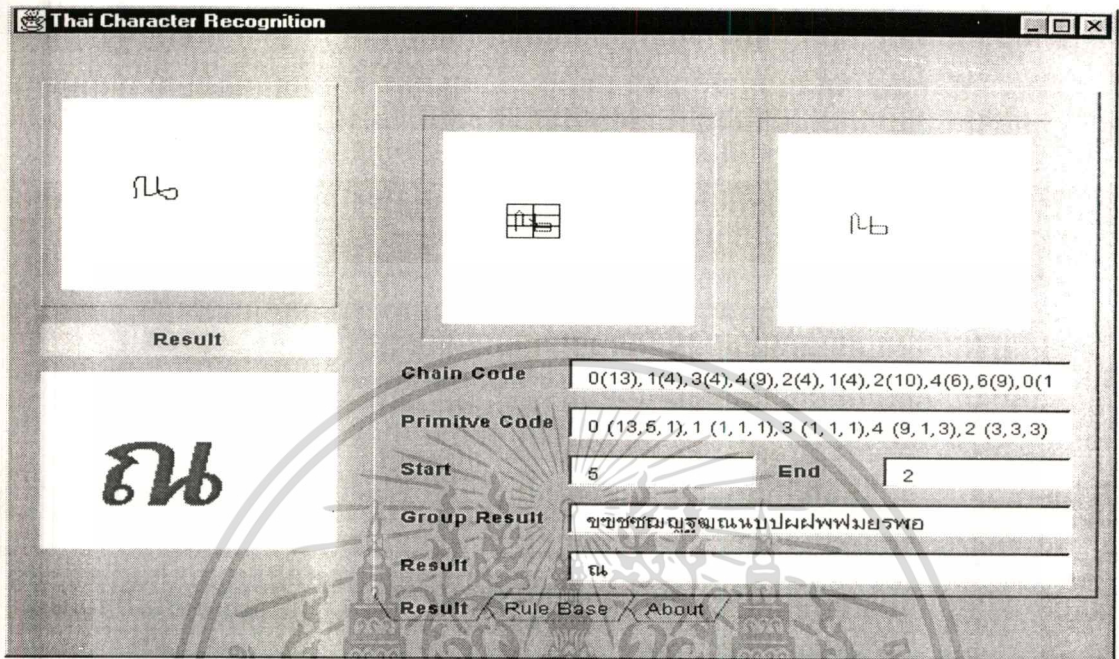 Thai Character Recognition
ณ
Result
ณ
Chain Code 0(13),1(4),3(4),4(9),2(4),1(4),2(10),4(6),6(9),0(1
Primitve Code 0 (13,5,1),1 (1,1,1),3 (1,1,1),4 (9,1,3),2 (3,3,3)
Start 5 End 2
Group Result ขฃชซฌญฐฒณนบปผฝพฟมยรพอ
Result ณ
Result Rule Base About